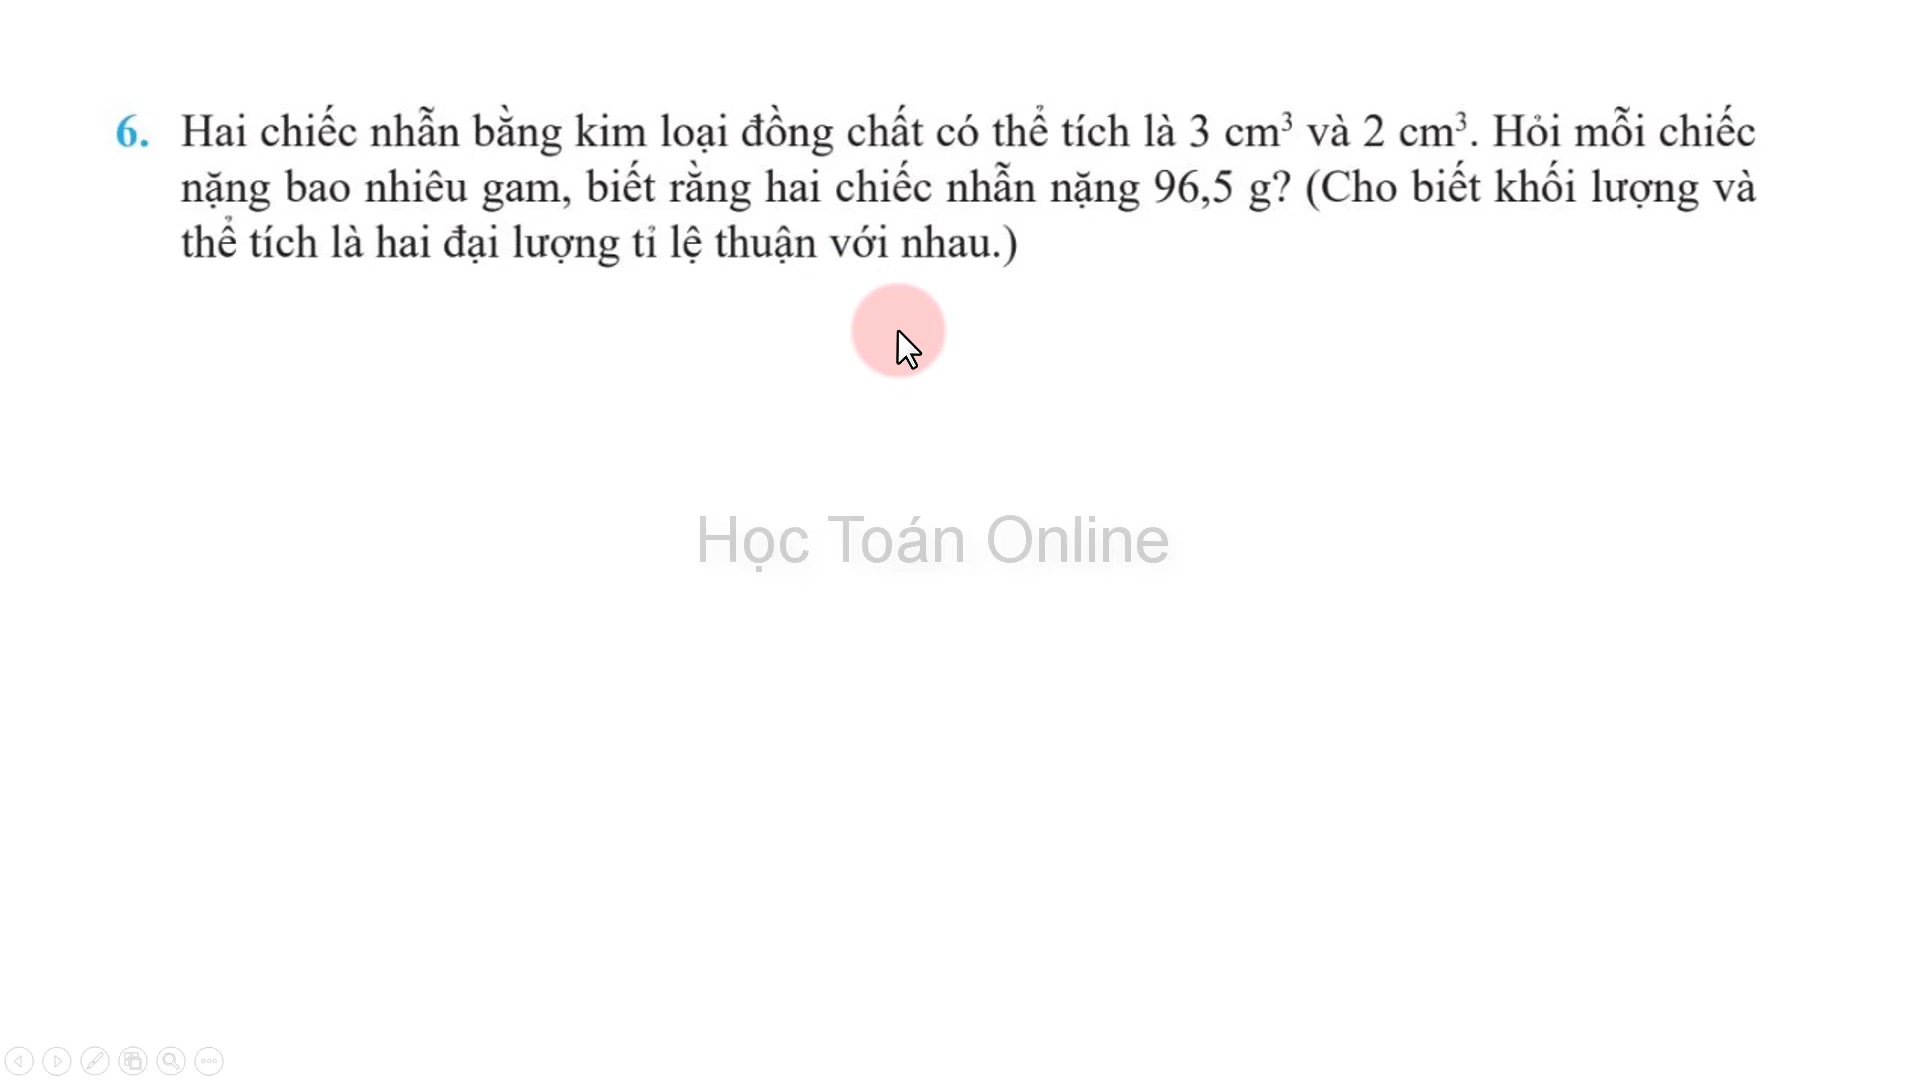 6. Hai chiếc nhẫn bằng kim loại đồng chất có thể tích là 3 cm³ và 2 cm³. Hỏi mỗi chiếc
nặng bao nhiêu gam, biết rằng hai chiếc nhẫn nặng 96,5 g? (Cho biết khối lượng và
thể tích là hai đại lượng tỉ lệ thuận với nhau.)
Học Toán Online